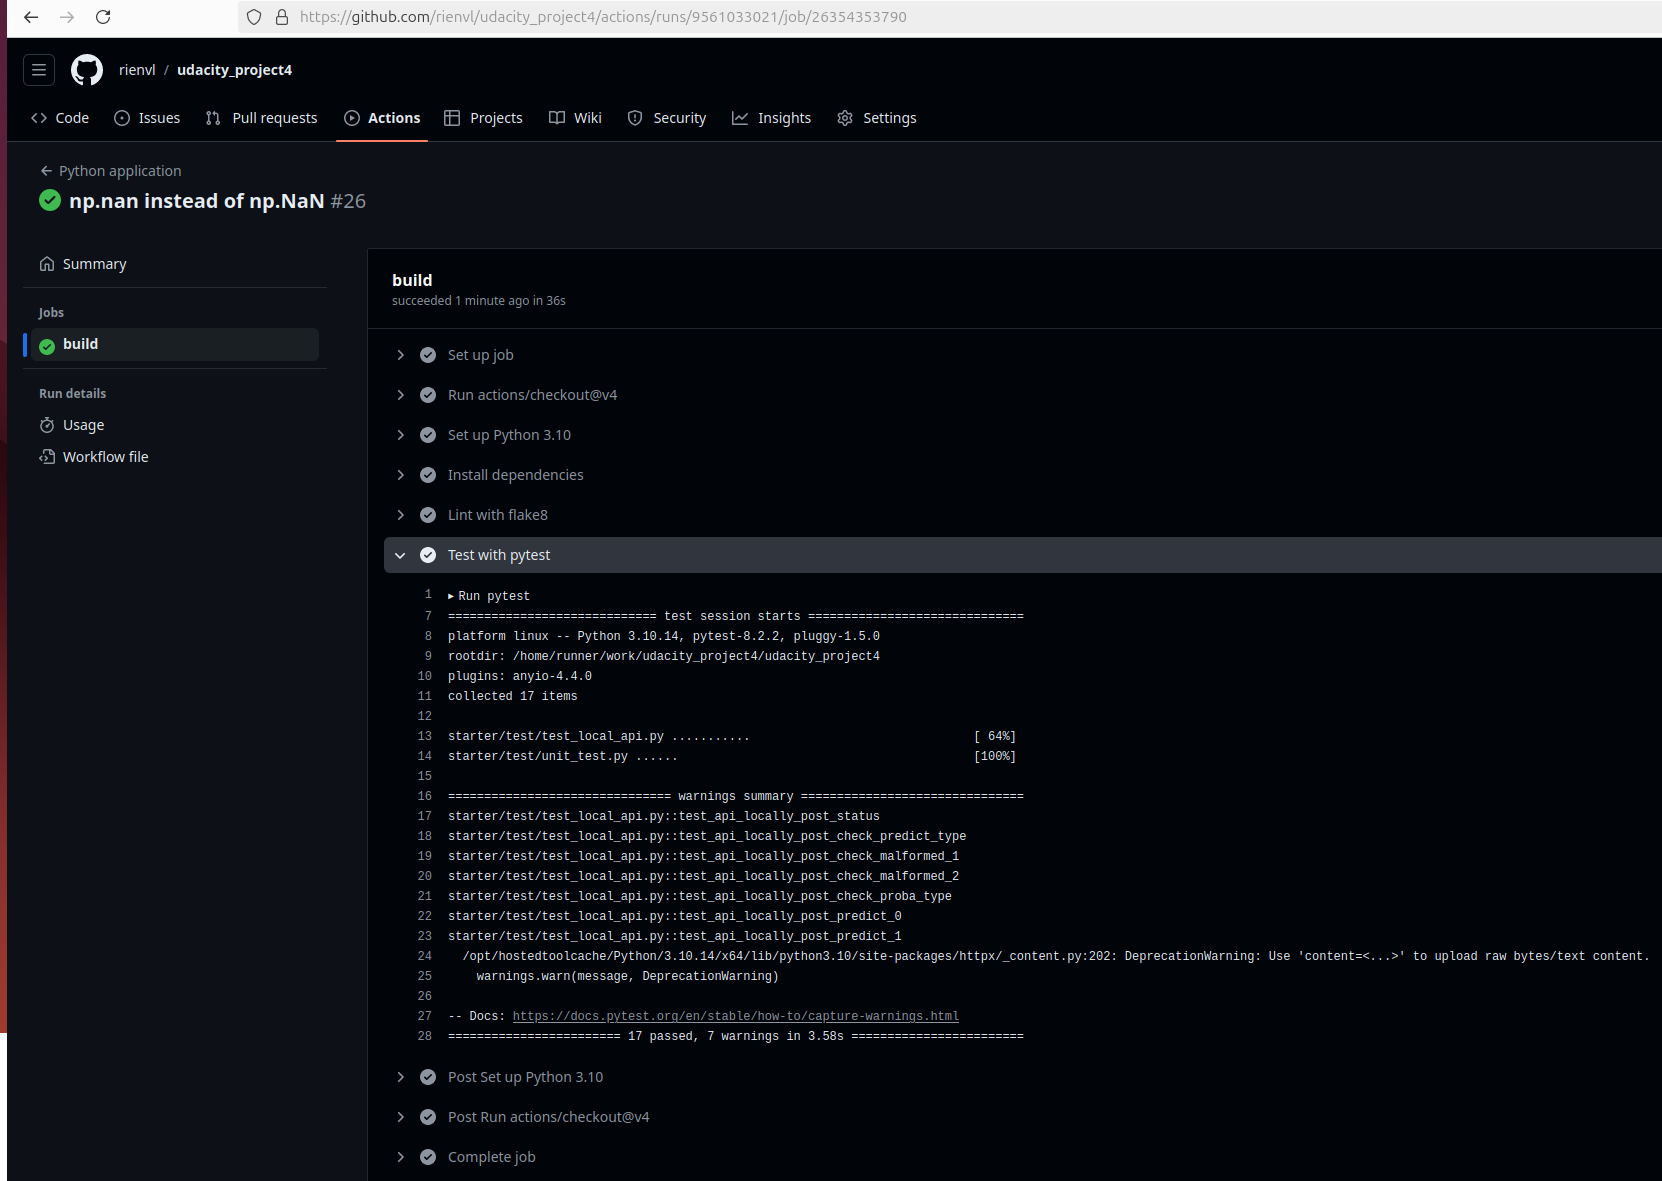 https://github.com/rienvl/udacity_project4/actions/runs/9561033021/job/26354353790
rienvl / udacity_project4
Code Issues Pull requests Actions Projects Wiki Security Insights Settings
Python application
np.nan instead of np.NaN #26
Summary
Jobs
build
Run details
Usage
Workflow file
build
succeeded 1 minute ago in 36s
Set up job
Run actions/checkout@v4
Set up Python 3.10
Install dependencies
Lint with flake8
Test with pytest
1 Run pytest
7 ============================= test session starts ==============================
8 platform linux -- Python 3.10.14, pytest-8.2.2, pluggy-1.5.0
9 rootdir: /home/runner/work/udacity_project4/udacity_project4
10 plugins: anyio-4.4.0
11 collected 17 items
12
13 starter/test/test_local_api.py ........... [ 64%]
14 starter/test/unit_test.py ...... [100%]
15
16 =============================== warnings summary ===============================
17 starter/test/test_local_api.py::test_api_locally_post_status
18 starter/test/test_local_api.py::test_api_locally_post_check_predict_type
19 starter/test/test_local_api.py::test_api_locally_post_check_malformed_1
20 starter/test/test_local_api.py::test_api_locally_post_check_malformed_2
21 starter/test/test_local_api.py::test_api_locally_post_check_proba_type
22 starter/test/test_local_api.py::test_api_locally_post_predict_0
23 starter/test/test_local_api.py::test_api_locally_post_predict_1
24 /opt/hostedtoolcache/Python/3.10.14/x64/lib/python3.10/site-packages/httpx/_content.py:202: DeprecationWarning: Use 'content=<...>' to upload raw bytes/text content.
25 warnings.warn(message, DeprecationWarning)
26
27 -- Docs: https://docs.pytest.org/en/stable/how-to/capture-warnings.html
28 ======================== 17 passed, 7 warnings in 3.58s ========================
Post Set up Python 3.10
Post Run actions/checkout@v4
Complete job